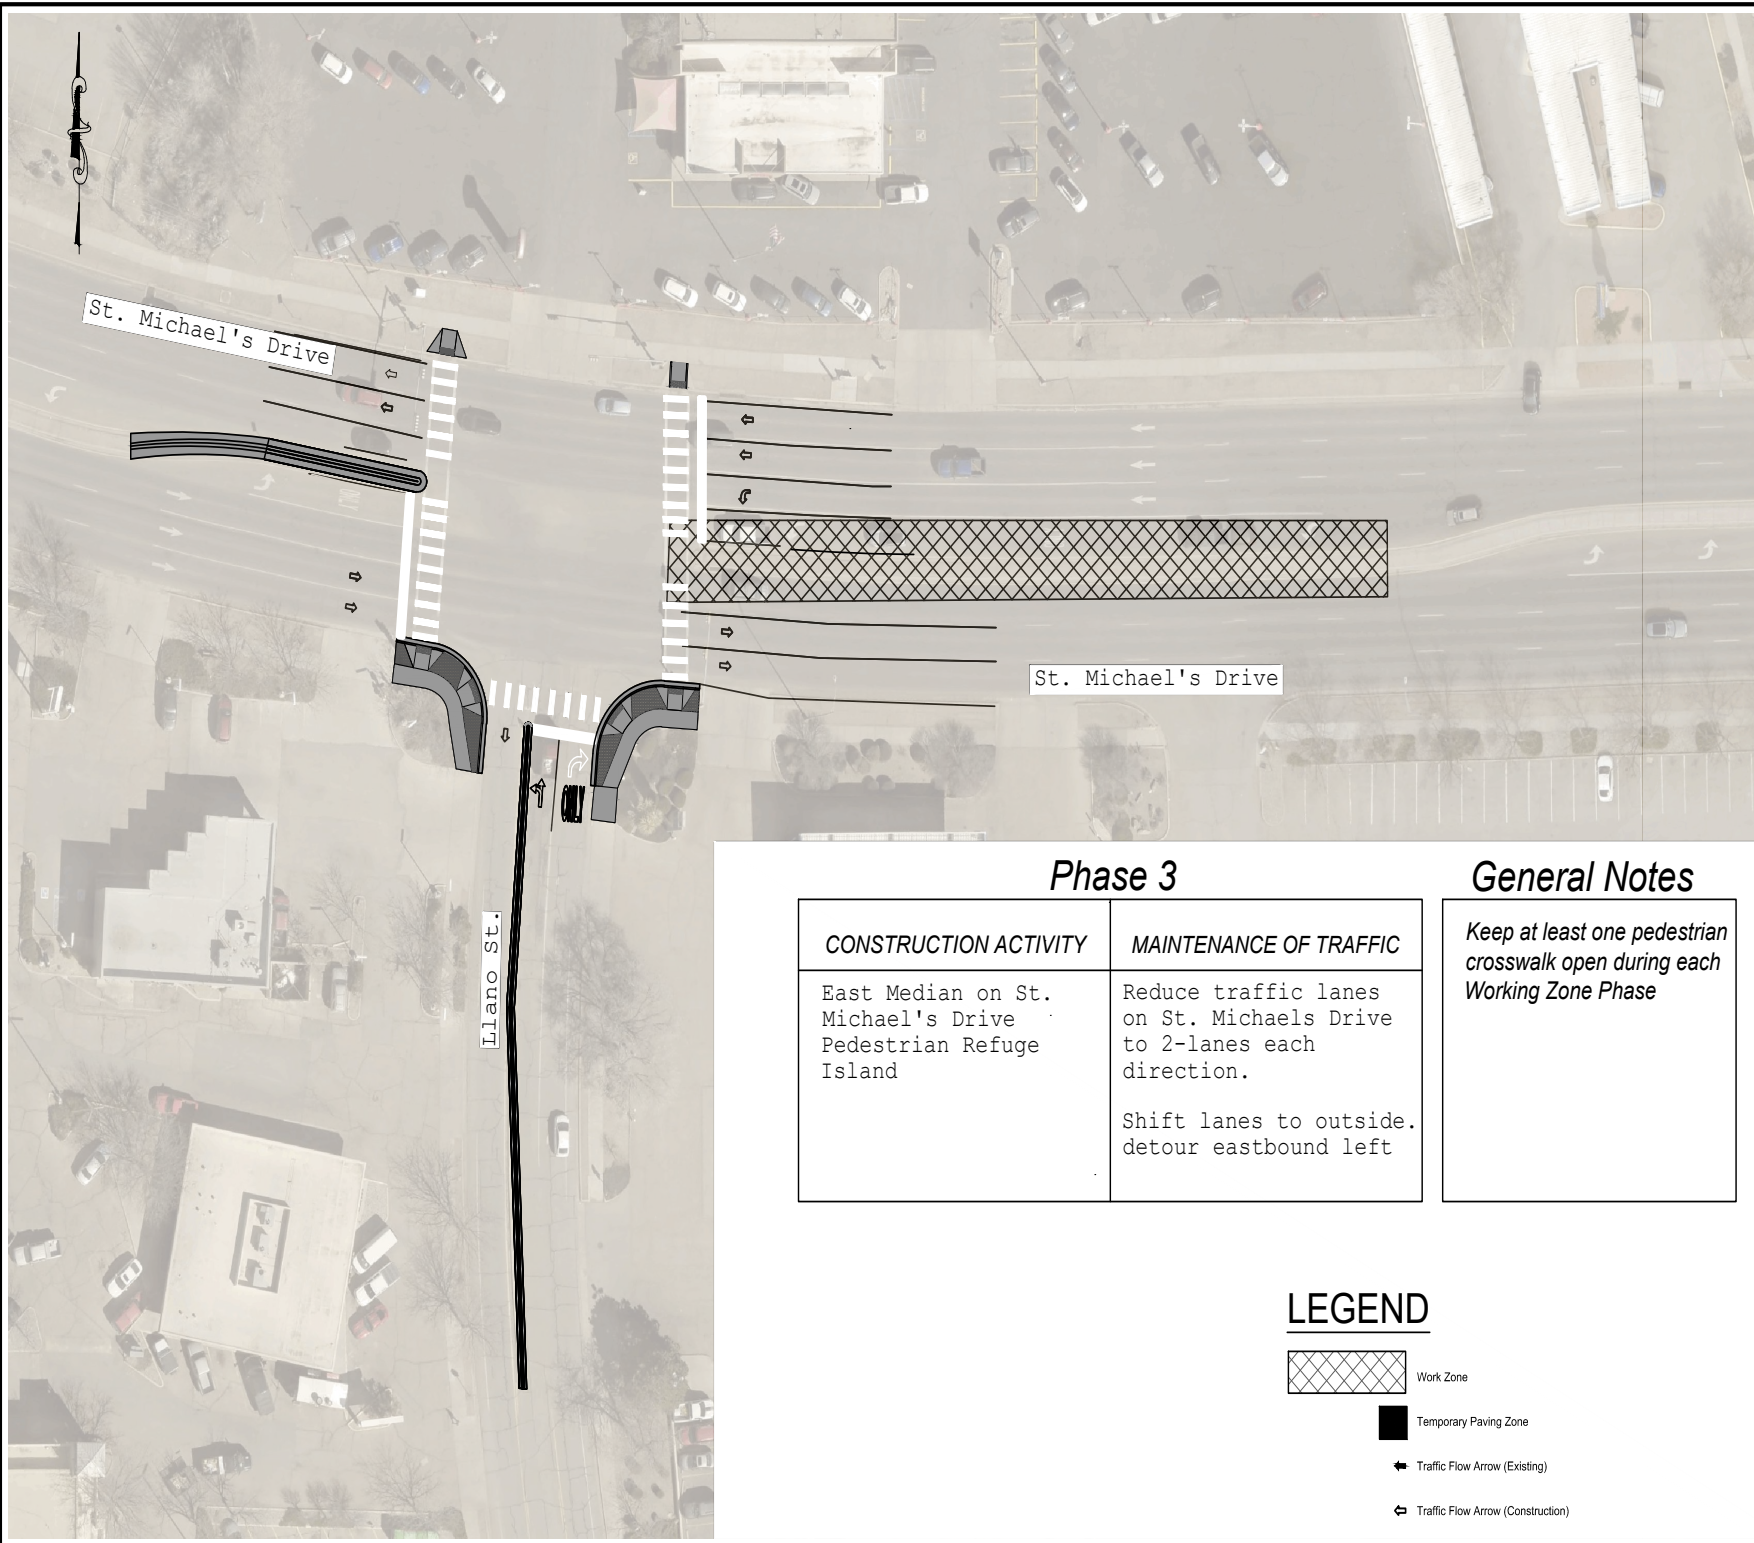 St. Michael's Drive
St. Michael's Drive
ONLY
Llano St.
Phase 3
CONSTRUCTION ACTIVITY
East Median on St.
Michael's Drive
Pedestrian Refuge
Island
MAINTENANCE OF TRAFFIC
Reduce traffic lanes
on St. Michaels Drive
to 2-lanes each
direction.
Shift lanes to outside.
detour eastbound left
General Notes
Keep at least one pedestrian
crosswalk open during each
Working Zone Phase
LEGEND
Work Zone
Temporary Paving Zone
Traffic Flow Arrow (Existing)
Traffic Flow Arrow (Construction)